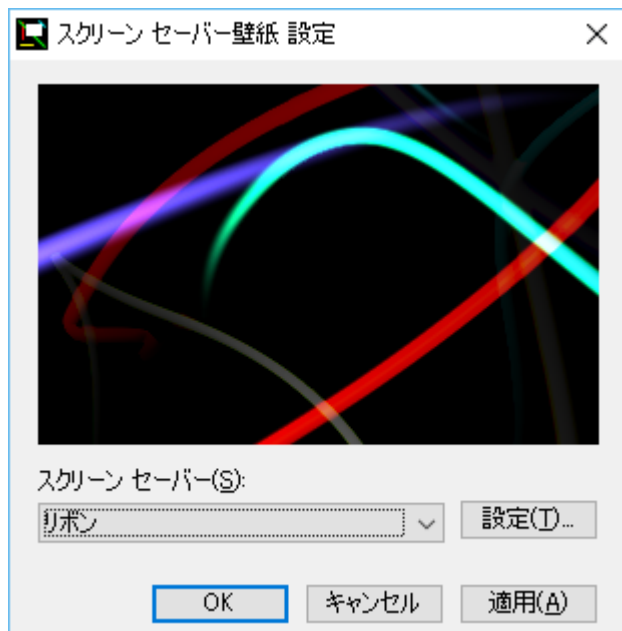 スクリーン セーバー壁紙 設定
スクリーン セーバー(S):
リボン
設定(T)...
OK
キャンセル
適用(A)